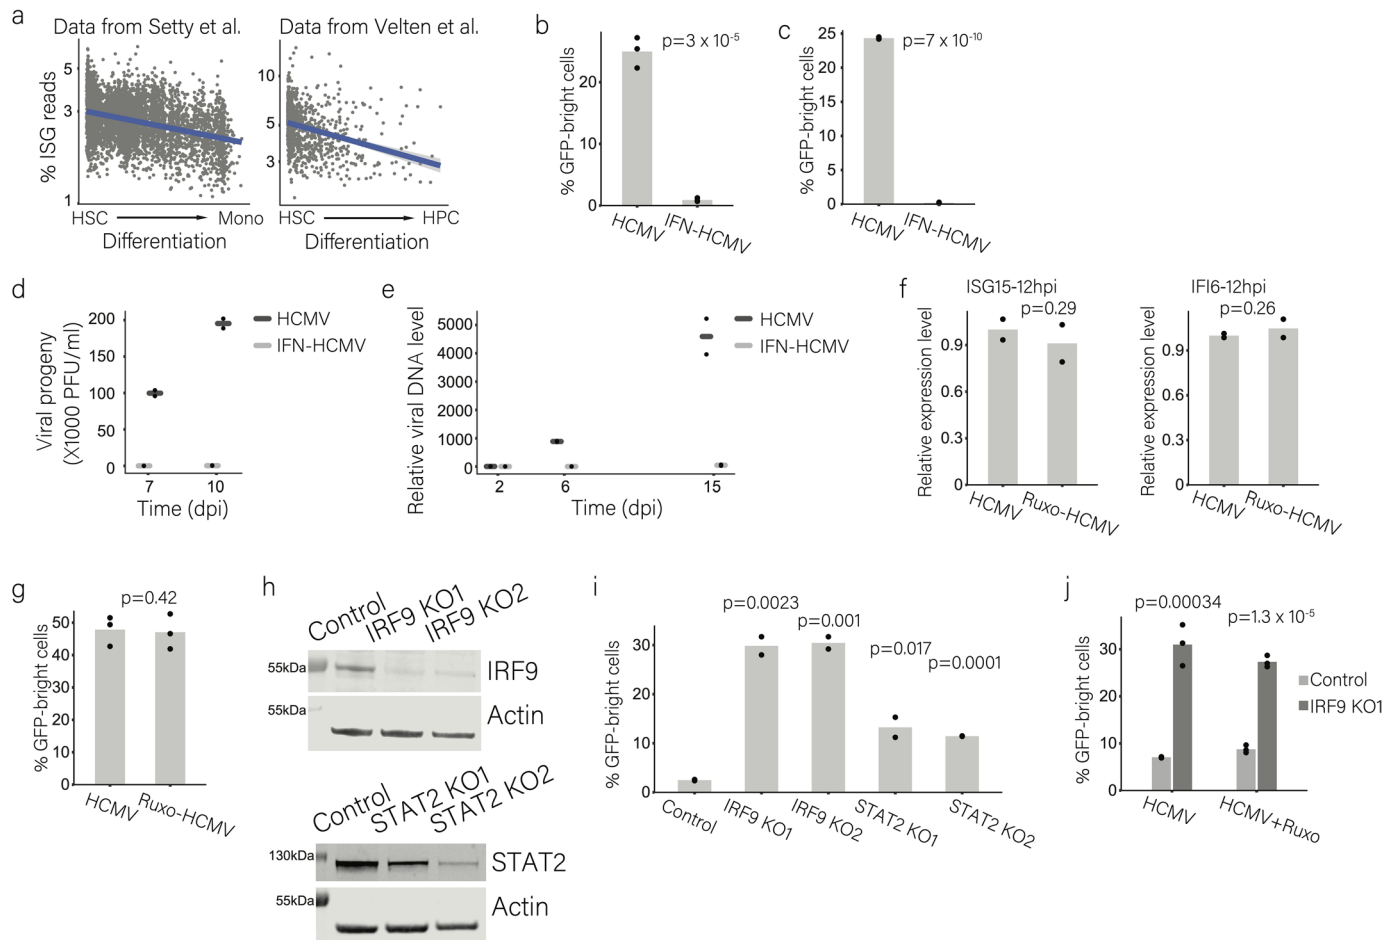 a
Data from Setty et al.
Data from Velten et al.
% ISG reads
5
3
1
10
5
3
HSC
Mono
HSC
HPC
Differentiation
Differentiation
b
% GFP-bright cells
20
10
0
p=3 x 10-5
HCMV
IFN-HCMV
c
% GFP-bright cells
25
20
15
10
5
0
p=7 x 10-10
HCMV
IFN-HCMV
d
Viral progeny
(X1000 PFU/ml)
200
150
100
50
0
7
10
Time (dpi)
HCMV
IFN-HCMV
e
Relative viral DNA level
5000
4000
3000
2000
1000
0
2
6
15
Time (dpi)
HCMV
IFN-HCMV
f
ISG15-12hpi
p=0.29
Relative expression level
0.9
0.6
0.3
0
HCMV
Ruxo-HCMV
IFI6-12hpi
p=0.26
Relative expression level
0.9
0.6
0.3
0
HCMV
Ruxo-HCMV
g
p=0.42
% GFP-bright cells
50
40
30
20
10
0
HCMV
Ruxo-HCMV
h
Control
IRF9 KO1
IRF9 KO2
55kDa
IRF9
55kDa
Actin
Control
STAT2 KO1
STAT2 KO2
130kDa
STAT2
55kDa
Actin
i
% GFP-bright cells
30
20
10
0
p=0.0023
p=0.001
p=0.017
p=0.0001
Control
IRF9 KO1
IRF9 KO2
STAT2 KO1
STAT2 KO2
j
p=0.00034
p=1.3 x 10-5
% GFP-bright cells
30
20
10
0
HCMV
HCMV+Ruxo
Control
IRF9 KO1